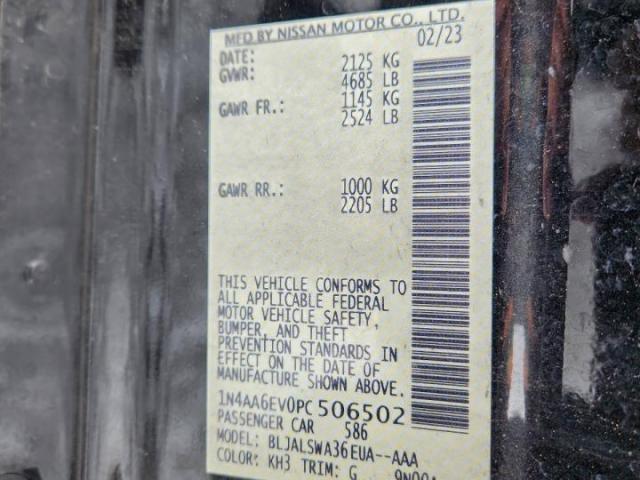 MFD BY NISSAN MOTOR CO., LTD.
DATE: 02/23
GVWR: 2125 KG
4685 LB
GAWR FR.: 1145 KG
2524 LB
GAWR RR.: 1000 KG
2205 LB
THIS VEHICLE CONFORMS TO
ALL APPLICABLE FEDERAL
MOTOR VEHICLE SAFETY,
BUMPER, AND THEFT
PREVENTION STANDARDS IN
EFFECT ON THE DATE OF
MANUFACTURE SHOWN ABOVE.
1N4AA6EV0PC506502
PASSENGER CAR 586
MODEL: BLJALSWA36EUA--AAA
COLOR: KH3 TRIM: G